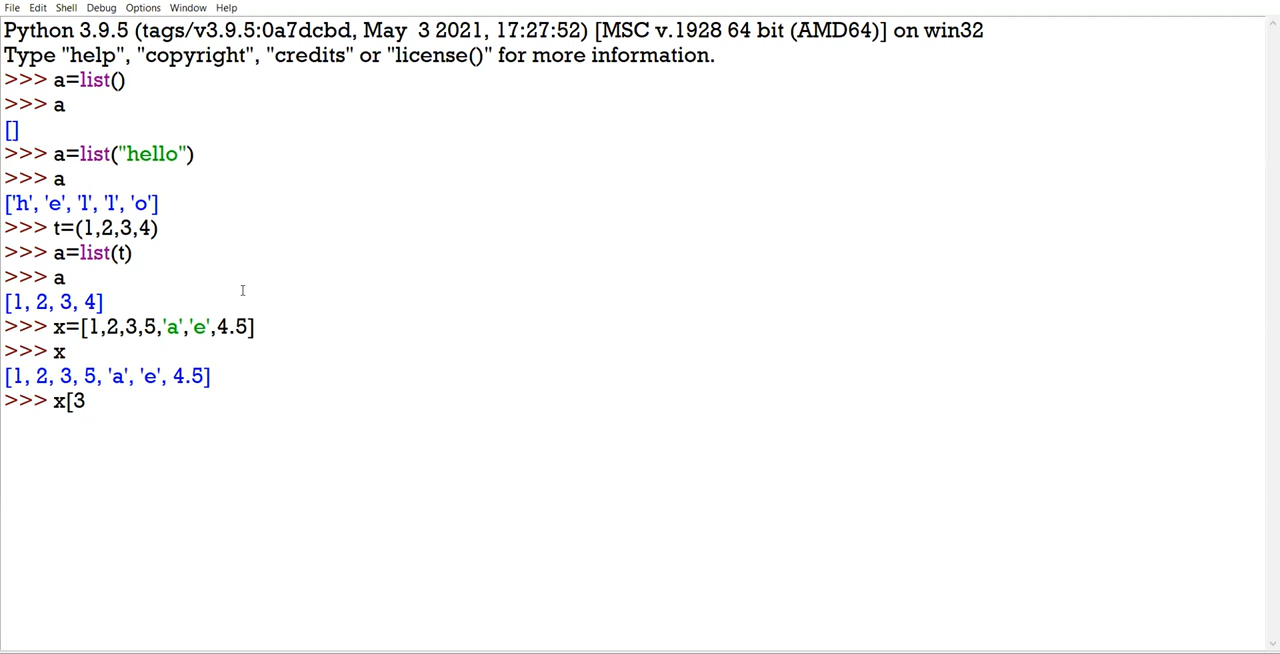 File Edit Shell Debug Options Window Help
Python 3.9.5 (tags/v3.9.5:0a7dcbd, May  3 2021, 17:27:52) [MSC v.1928 64 bit (AMD64)] on win32
Type "help", "copyright", "credits" or "license()" for more information.
>>> a=list()
>>> a
[]
>>> a=list("hello")
>>> a
['h', 'e', 'l', 'l', 'o']
>>> t=(1,2,3,4)
>>> a=list(t)
>>> a
[1, 2, 3, 4]
>>> x=[1,2,3,5,'a','e',4.5]
>>> x
[1, 2, 3, 5, 'a', 'e', 4.5]
>>> x[3